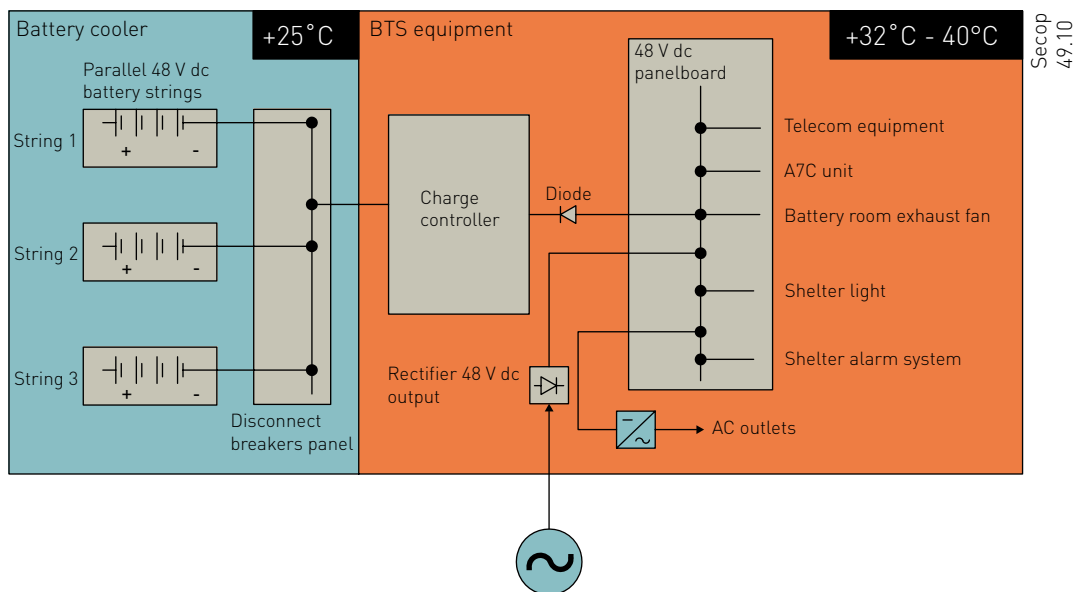 Battery cooler
+25°C
BTS equipment
+32°C - 40°C
Secop
49.10
Parallel 48 V dc
battery strings
48 V dc
panelboard
String 1
+ -
Telecom equipment
A7C unit
Charge
controller
Diode
Battery room exhaust fan
String 2
+ -
Shelter light
String 3
+ -
Rectifier 48 V dc
output
Shelter alarm system
Disconnect
breakers panel
AC outlets